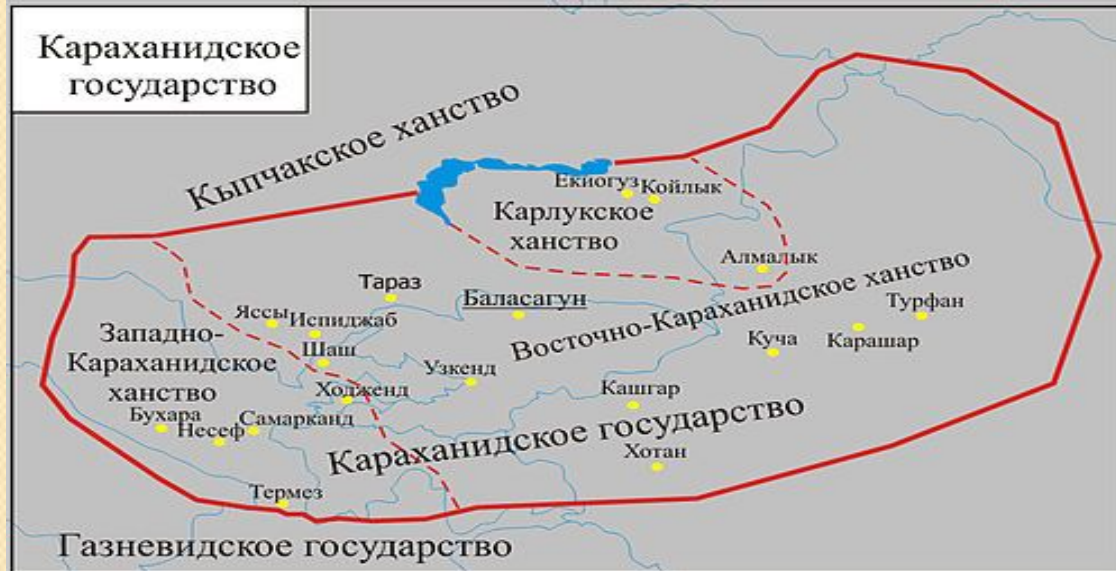 Караханидское
государство
Кыпчакское ханство
Екиогуз
Койлык
Карлукское
ханство
Алмалык
Тараз
Баласагун
Восточно-Караханидское ханство
Турфан
Яссы
Испиджаб
Западно-
Караханидское
ханство
Шаш
Куча
Карашар
Узкенд
Ходженд
Кашгар
Бухара
Несеф
Самарканд
Караханидское государство
Хотан
Термез
Газневидское государство